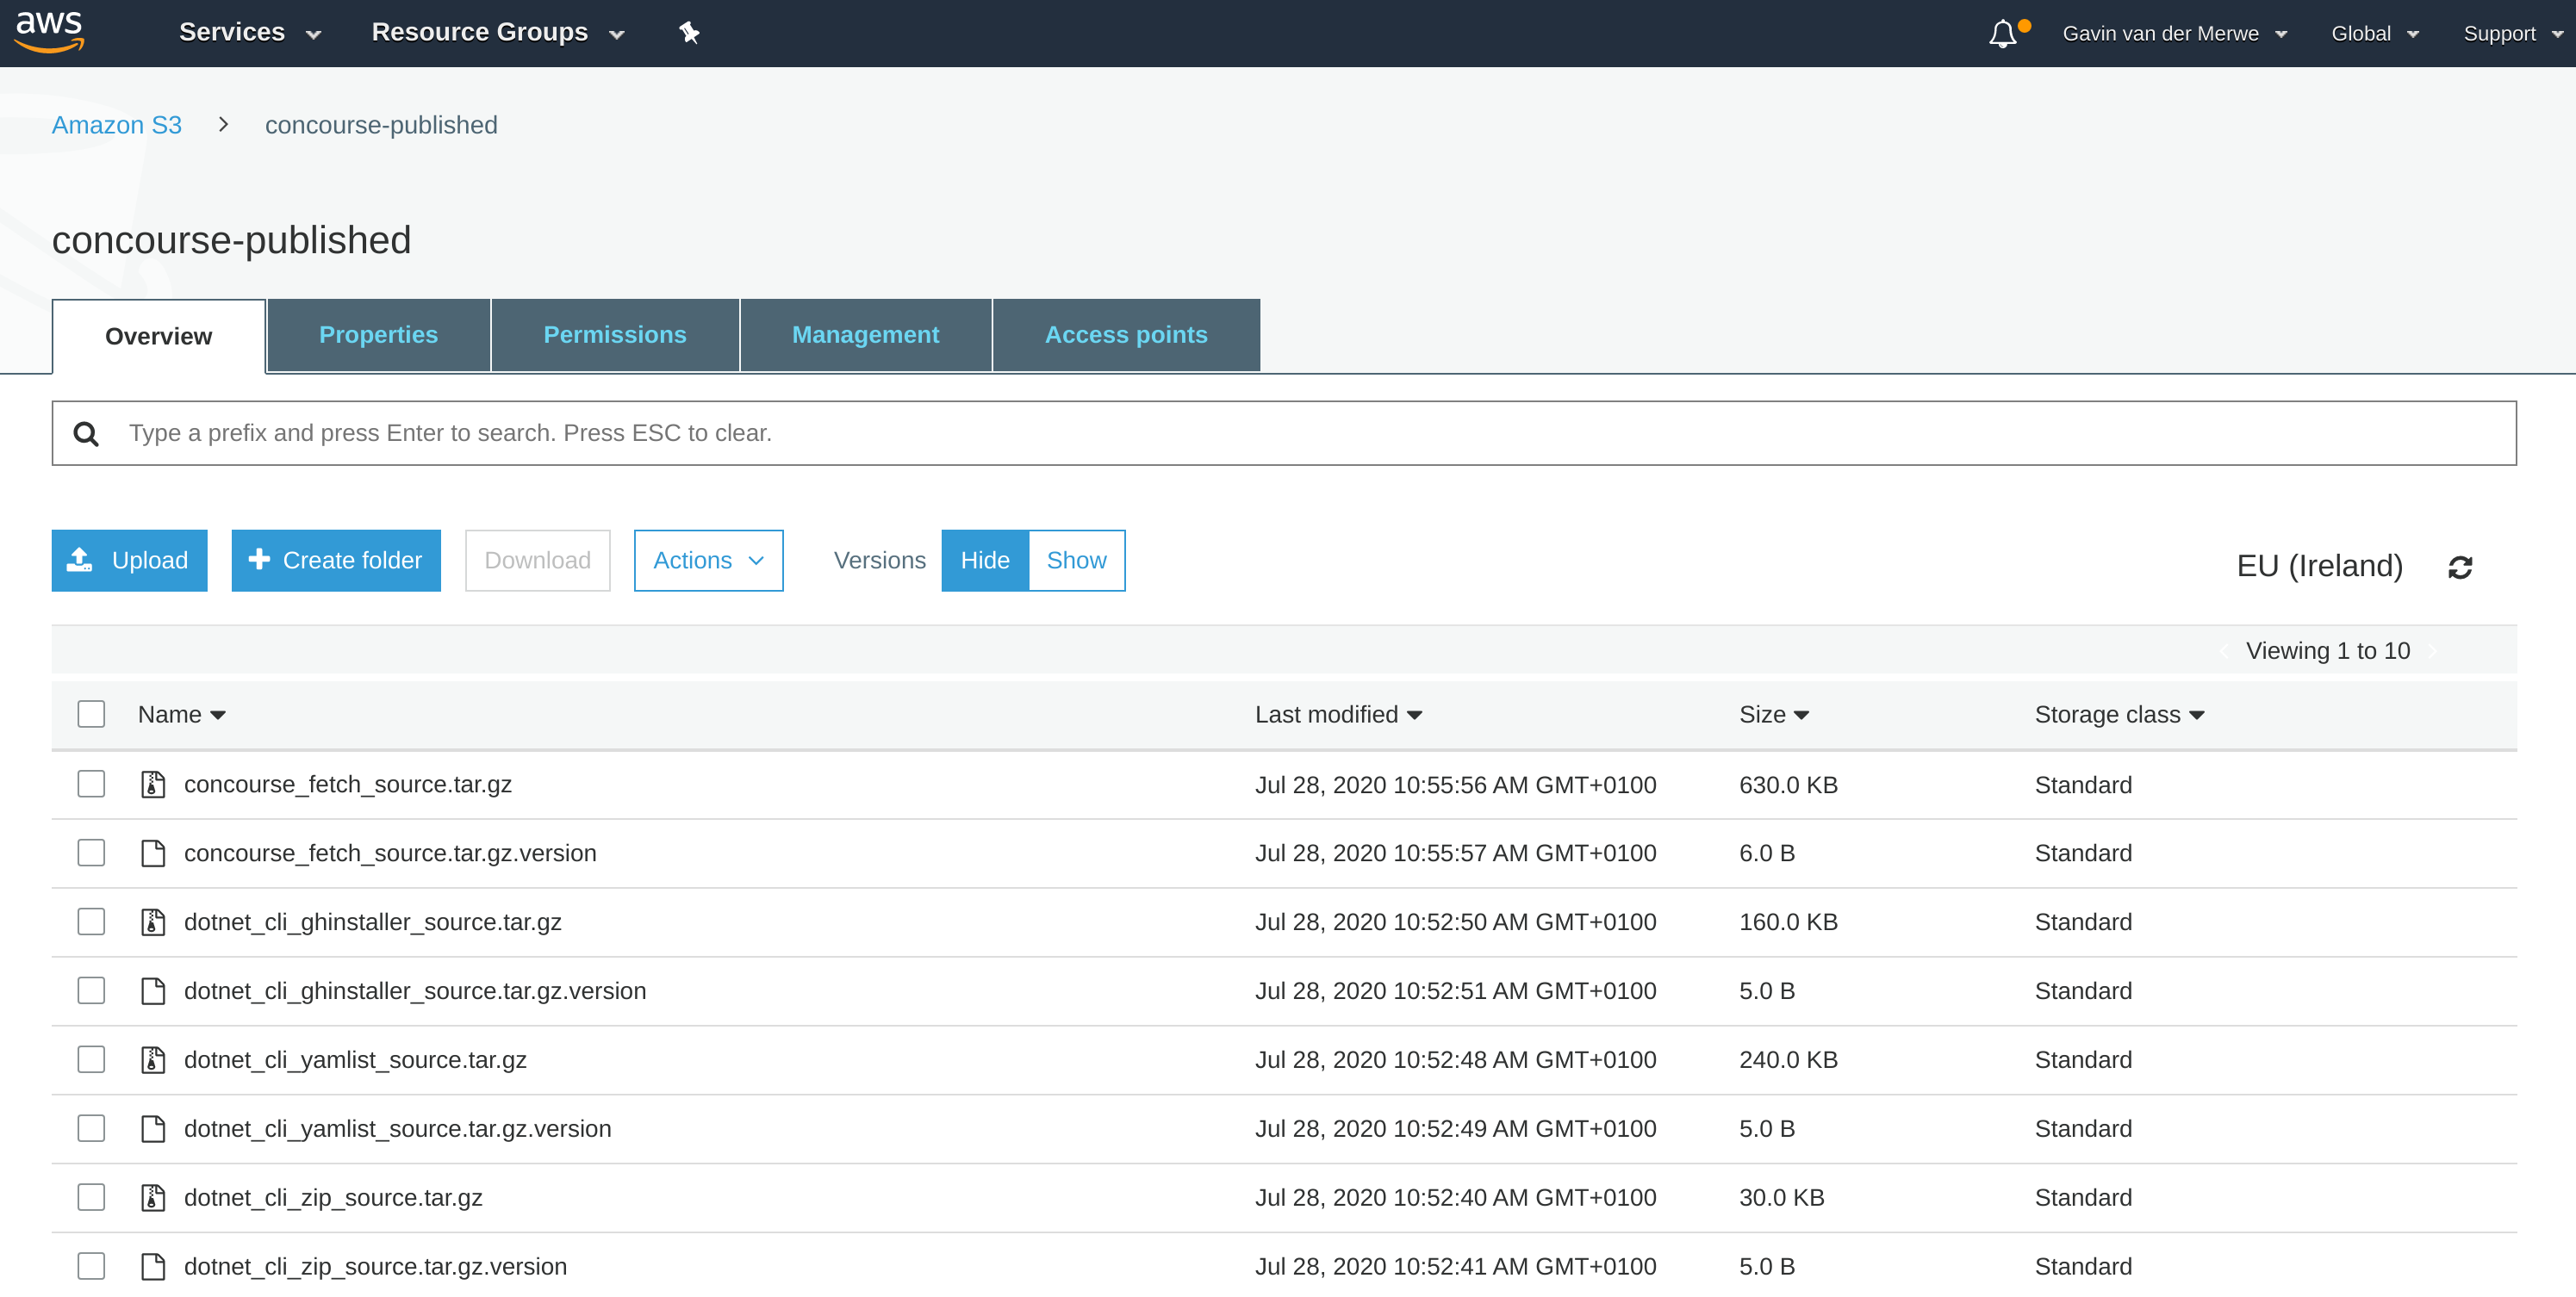 aws Services Resource Groups Gavin van der Merwe Global Support
Amazon S3 > concourse-published
concourse-published
Overview Properties Permissions Management Access points
Type a prefix and press Enter to search. Press ESC to clear.
Upload Create folder Download Actions Versions Hide Show EU (Ireland)
Viewing 1 to 10
Name Last modified Size Storage class
concourse_fetch_source.tar.gz Jul 28, 2020 10:55:56 AM GMT+0100 630.0 KB Standard
concourse_fetch_source.tar.gz.version Jul 28, 2020 10:55:57 AM GMT+0100 6.0 B Standard
dotnet_cli_ghinstaller_source.tar.gz Jul 28, 2020 10:52:50 AM GMT+0100 160.0 KB Standard
dotnet_cli_ghinstaller_source.tar.gz.version Jul 28, 2020 10:52:51 AM GMT+0100 5.0 B Standard
dotnet_cli_yamlist_source.tar.gz Jul 28, 2020 10:52:48 AM GMT+0100 240.0 KB Standard
dotnet_cli_yamlist_source.tar.gz.version Jul 28, 2020 10:52:49 AM GMT+0100 5.0 B Standard
dotnet_cli_zip_source.tar.gz Jul 28, 2020 10:52:40 AM GMT+0100 30.0 KB Standard
dotnet_cli_zip_source.tar.gz.version Jul 28, 2020 10:52:41 AM GMT+0100 5.0 B Standard